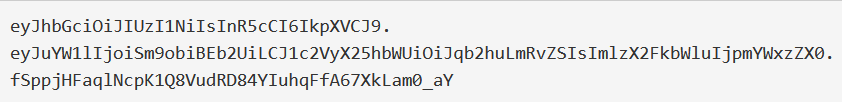 eyJhbGciOiJIUzI1NiIsInR5cCI6IkpXVCJ9.
eyJuYW1lIjoiSm9obiBEb2UiLCJ1c2VyX25hbWUiOiJqb2huLmRvZSIsImlzX2FkbWluIjpmYWxzZX0.
fSppjHFaqlNcpK1Q8VudRD84YIuhqFfA67XkLam0_aY